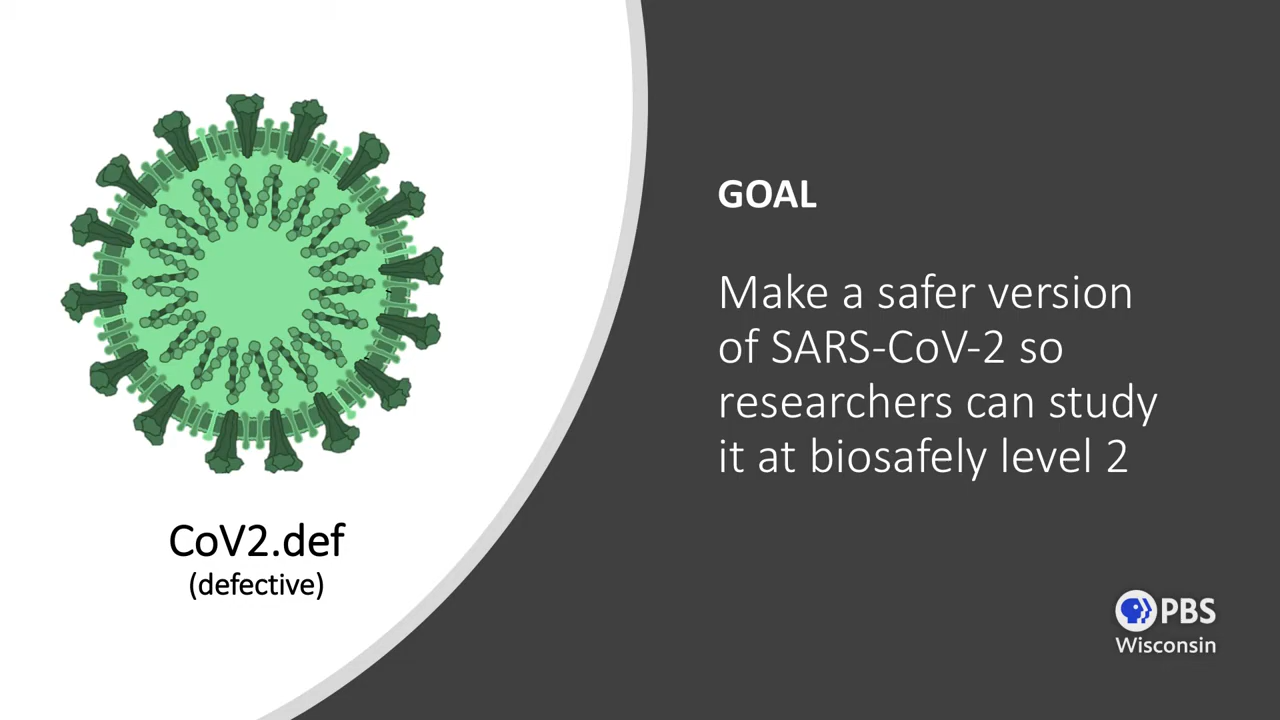 CoV2.def
(defective)
GOAL
Make a safer version
of SARS-CoV-2 so
researchers can study
it at biosafely level 2
PBS
Wisconsin